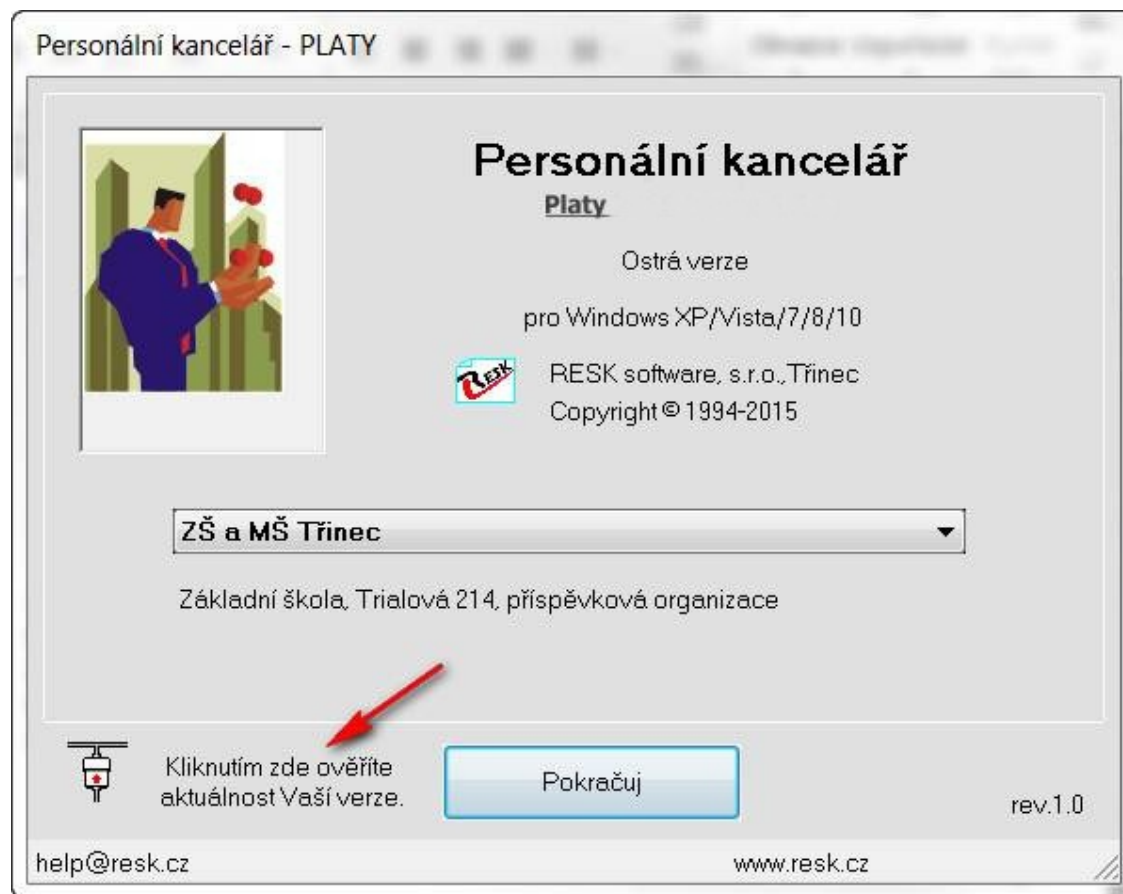 Personální kancelář - PLATY
Personální kancelář
Platy
Ostrá verze
pro Windows XP/Vista/7/8/10
RESK
RESK software, s.r.o.,Třinec
Copyright © 1994-2015
ZŠ a MŠ Třinec
Základní škola, Trialová 214, příspěvková organizace
Kliknutím zde ověříte
aktuálnost Vaší verze.
Pokračuj
rev.1.0
help@resk.cz
www.resk.cz